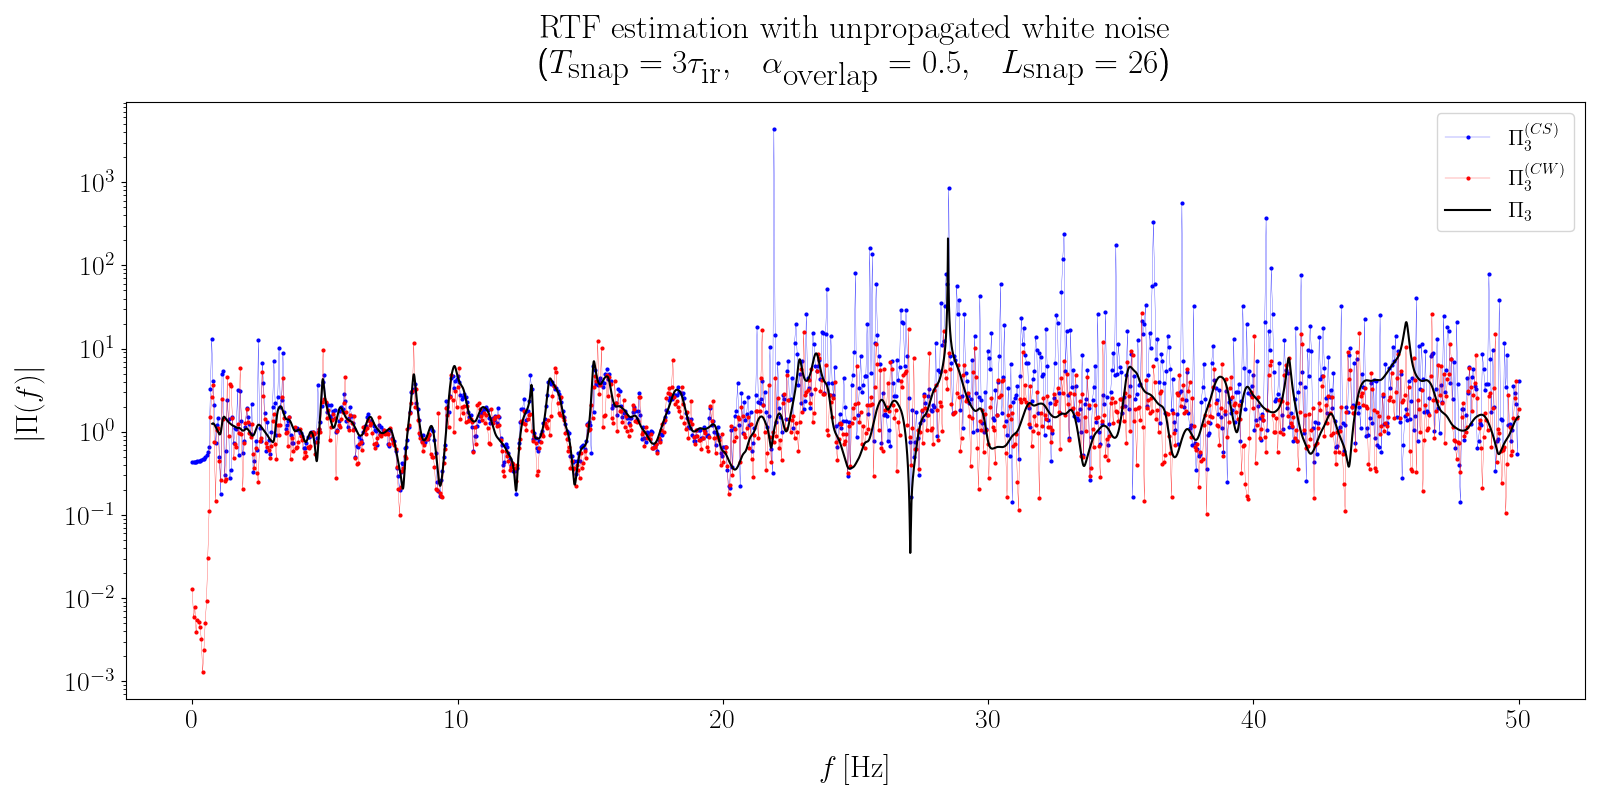 RTF estimation with unpropagated white noise
(T_snap = 3τ_ir, α_overlap = 0.5, L_snap = 26)
Π_3^(CS)
Π_3^(CW)
Π_3
|Π(f)|
10^3
10^2
10^1
10^0
10^−1
10^−2
10^−3
0 10 20 30 40 50
f [Hz]